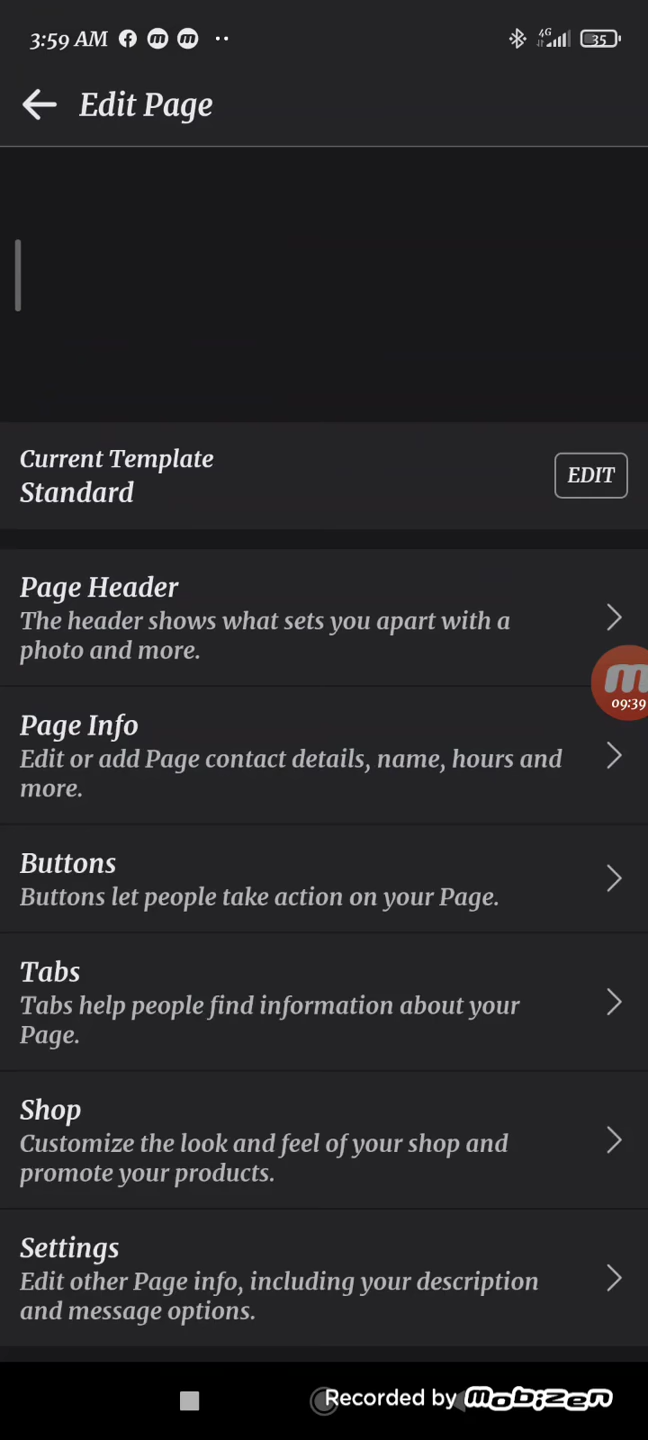 3:59 AM
4G
35
Edit Page
Current Template
Standard
EDIT
Page Header
The header shows what sets you apart with a
photo and more.
09:39
Page Info
Edit or add Page contact details, name, hours and
more.
Buttons
Buttons let people take action on your Page.
Tabs
Tabs help people find information about your
Page.
Shop
Customize the look and feel of your shop and
promote your products.
Settings
Edit other Page info, including your description
and message options.
Recorded by mobizen